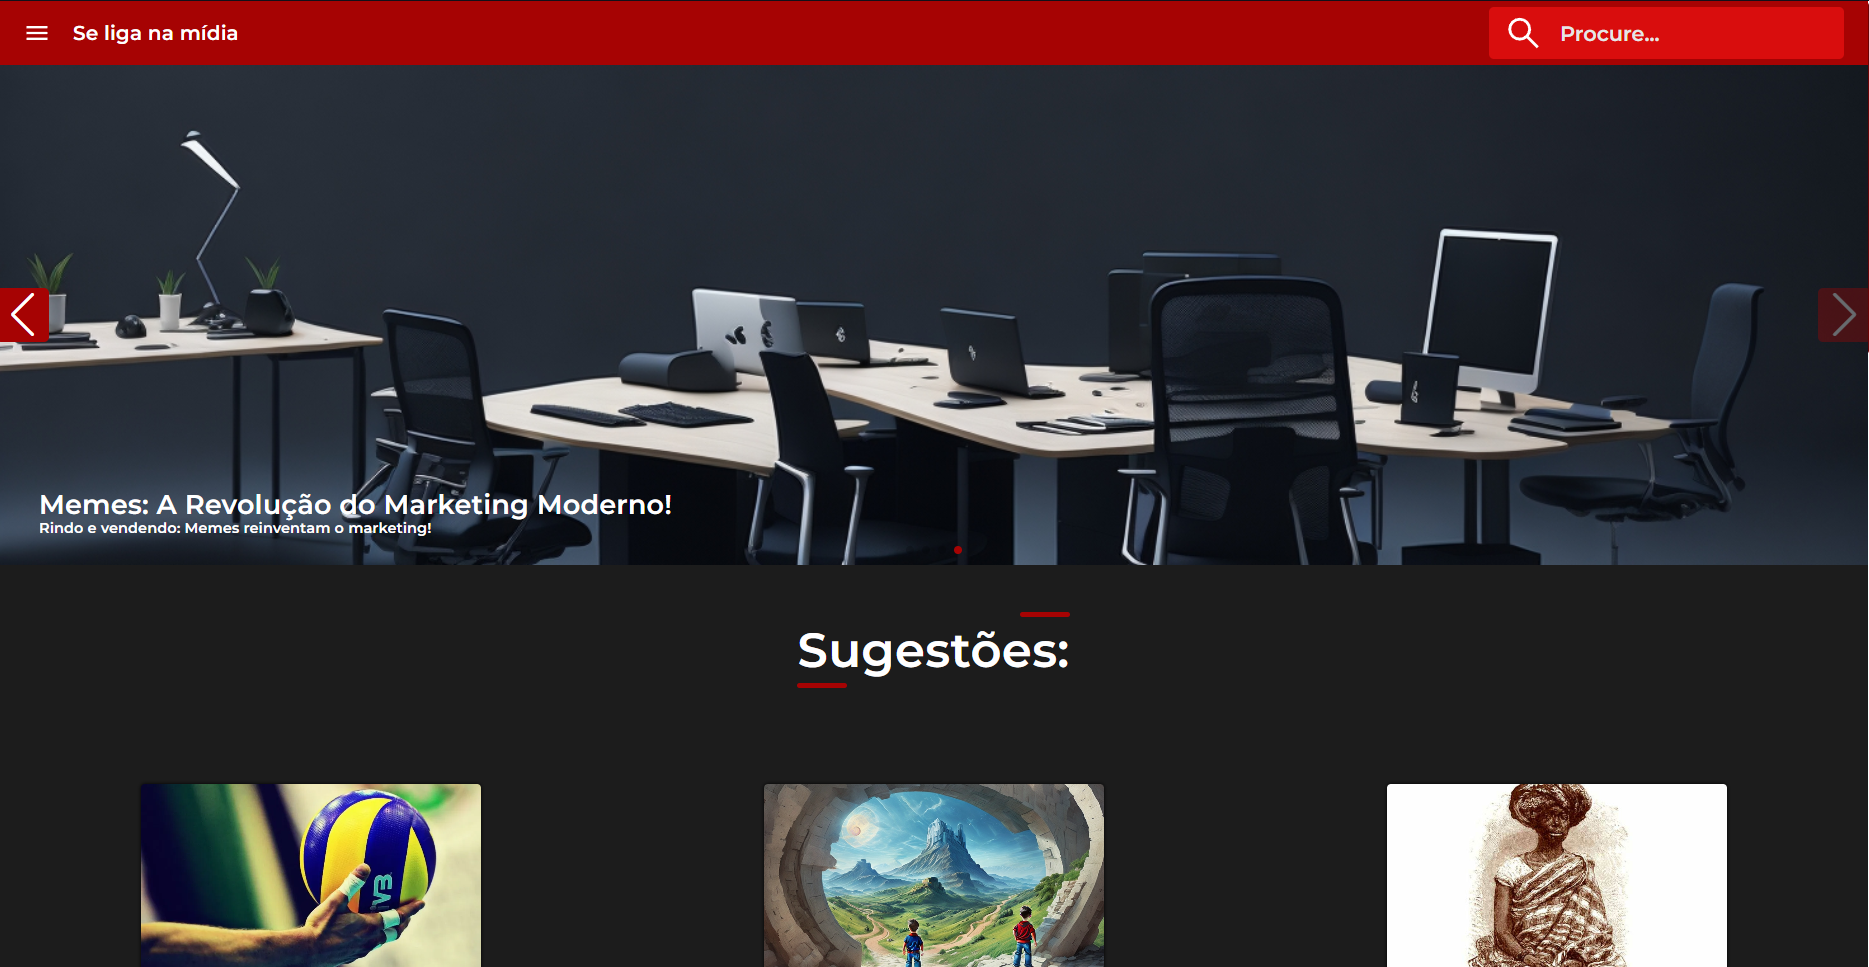 Se liga na mídia
Procure...
Memes: A Revolução do Marketing Moderno!
Rindo e vendendo: Memes reinventam o marketing!
Sugestões: